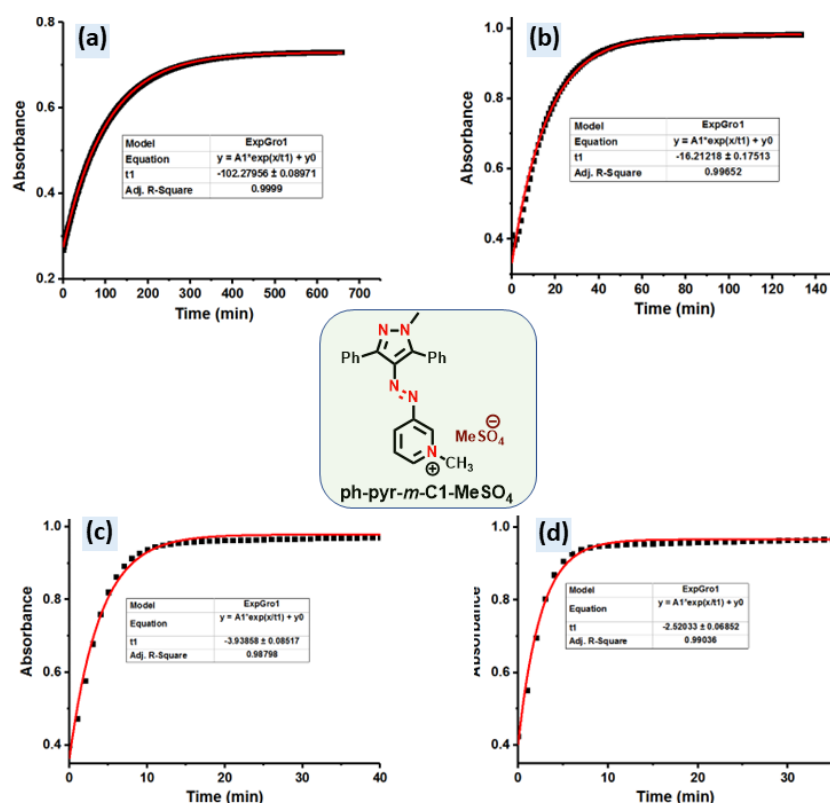 (a)
0.8
0.6
0.4
0.2
Absorbance
Model ExpGro1
Equation y = A1*exp(x/t1) + y0
t1 -102.27956 ± 0.08971
Adj. R-Square 0.9999
0 100 200 300 400 500 600 700
Time (min)
(b)
1.0
0.8
0.6
0.4
Absorbance
Model ExpGro1
Equation y = A1*exp(x/t1) + y0
t1 -16.21218 ± 0.17513
Adj. R-Square 0.99652
0 20 40 60 80 100 120 140
Time (min)
N N
Ph Ph
N
N
MeSO4 ⊖
N
⊕ CH3
ph-pyr-m-C1-MeSO4
(c)
1.0
0.8
0.6
0.4
Absorbance
Model ExpGro1
Equation y = A1*exp(x/t1) + y0
t1 -3.93858 ± 0.08517
Adj. R-Square 0.98798
0 10 20 30 40
Time (min)
(d)
1.0
0.8
0.6
0.4
Absorbance
Model ExpGro1
Equation y = A1*exp(x/t1) + y0
t1 -2.52033 ± 0.06852
Adj. R-Square 0.99036
0 10 20 30
Time (min)